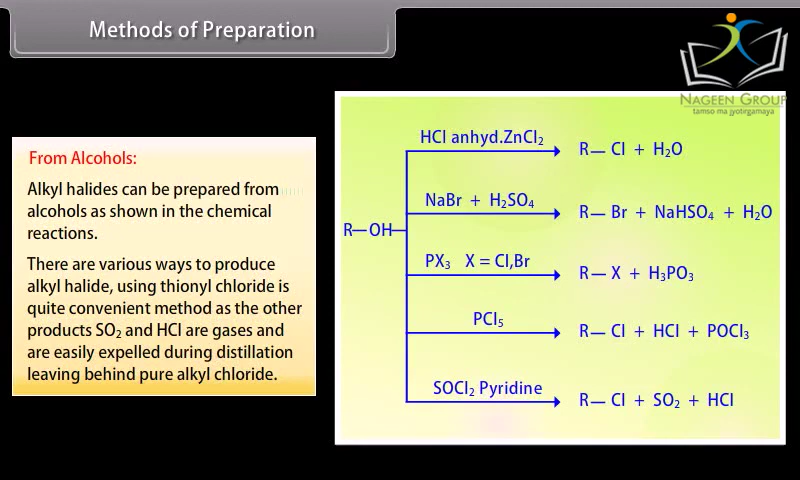 Methods of Preparation
NAGEEN GROUP
tamso ma jyotirgamaya
From Alcohols:
Alkyl halides can be prepared from
alcohols as shown in the chemical
reactions.
There are various ways to produce
alkyl halide, using thionyl chloride is
quite convenient method as the other
products SO₂ and HCl are gases and
are easily expelled during distillation
leaving behind pure alkyl chloride.
R—OH
HCl anhyd.ZnCl₂
R—Cl + H₂O
NaBr + H₂SO₄
R—Br + NaHSO₄ + H₂O
PX₃ X = Cl,Br
R—X + H₃PO₃
PCl₅
R—Cl + HCl + POCl₃
SOCl₂ Pyridine
R—Cl + SO₂ + HCl